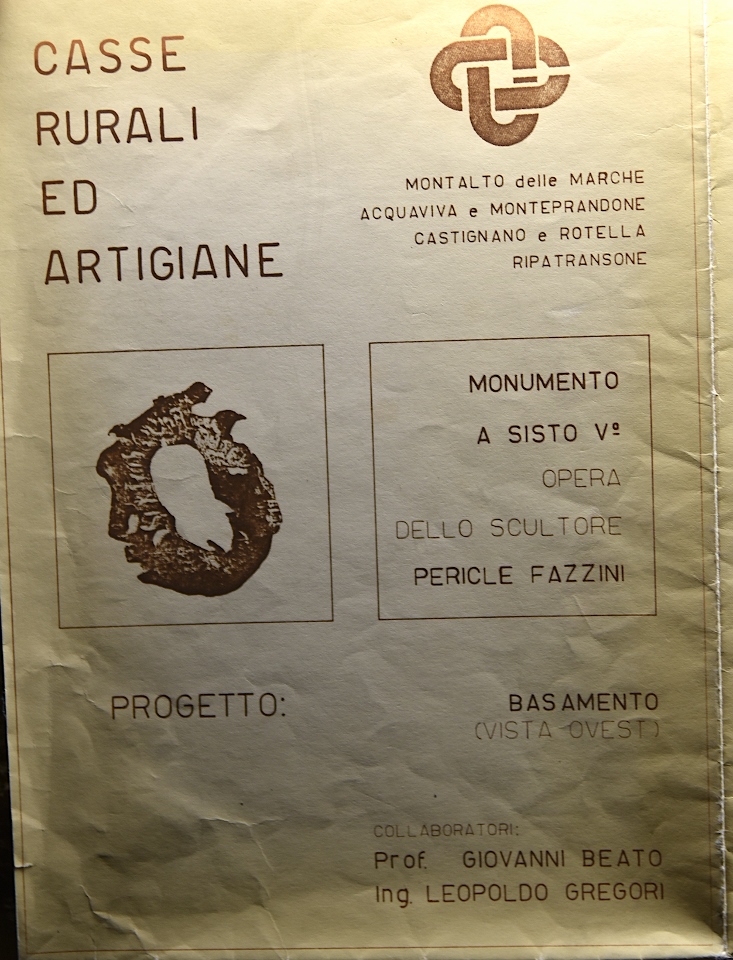 CASSE
RURALI
ED
ARTIGIANE
MONTALTO delle MARCHE
ACQUAVIVA e MONTEPRANDONE
CASTIGNANO e ROTELLA
RIPATRANSONE
MONUMENTO
A SISTO Vº
OPERA
DELLO SCULTORE
PERICLE FAZZINI
PROGETTO:
BASAMENTO
(VISTA OVEST)
COLLABORATORI:
Prof. GIOVANNI BEATO
Ing. LEOPOLDO GREGORI